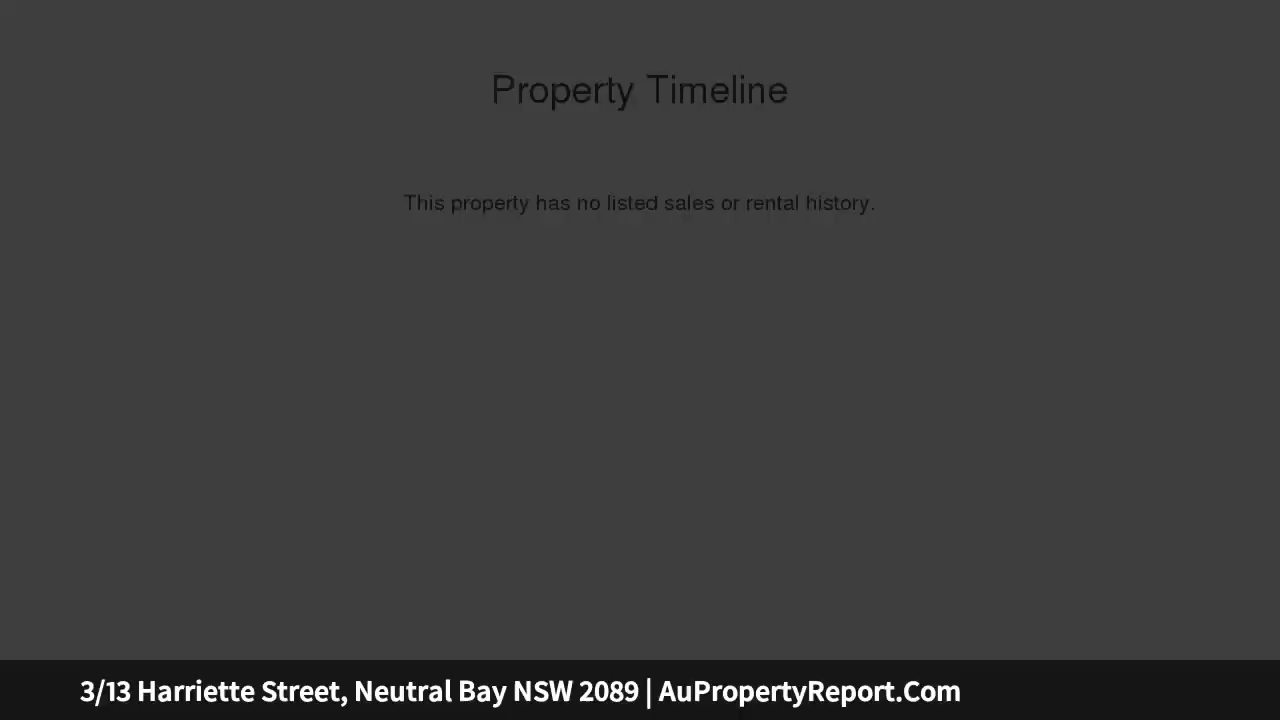 Property Timeline
This property has no listed sales or rental history.
3/13 Harriette Street, Neutral Bay NSW 2089 | AuPropertyReport.Com